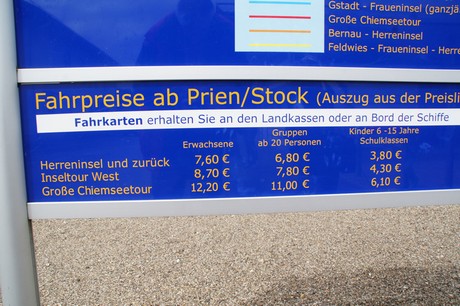 Gstadt - Fraueninsel (ganzjä
Große Chiemseetour
Bernau - Herreninsel
Feldwies - Fraueninsel - Herre
Fahrpreise ab Prien/Stock (Auszug aus der Preisli
Fahrkarten erhalten Sie an den Landkassen oder an Bord der Schiffe
Erwachsene Gruppen ab 20 Personen Kinder 6 -15 Jahre Schulklassen
Herreninsel und zurück 7,60 € 6,80 € 3,80 €
Inseltour West 8,70 € 7,80 € 4,30 €
Große Chiemseetour 12,20 € 11,00 € 6,10 €